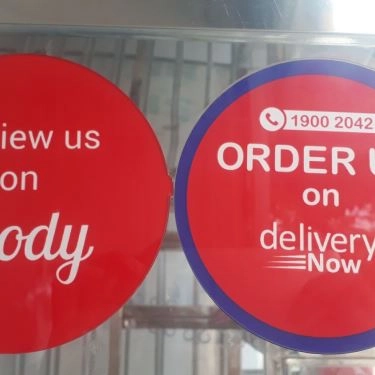 iew us
on
ody
1900 2042
ORDER U
on
delivery
Now